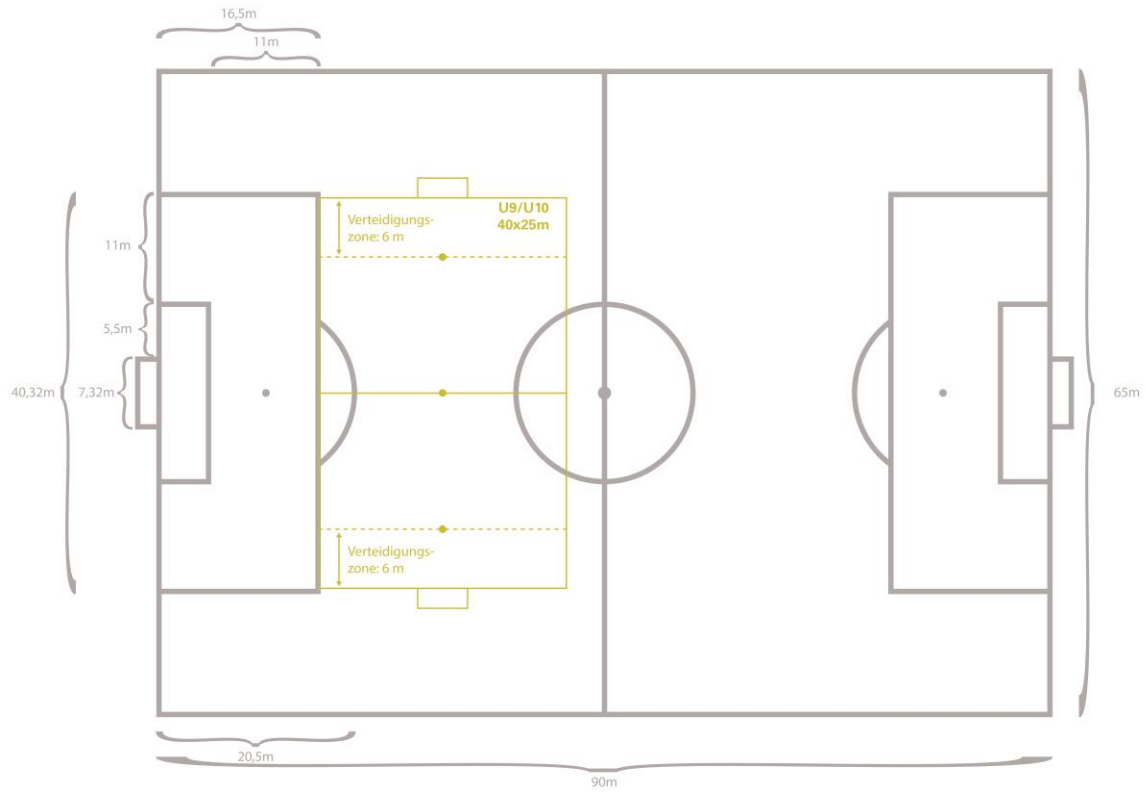 16,5m
11m
U9/U10
40x25m
Verteidigungs-
zone: 6 m
11m
5,5m
40,32m
7,32m
65m
Verteidigungs-
zone: 6 m
20,5m
90m